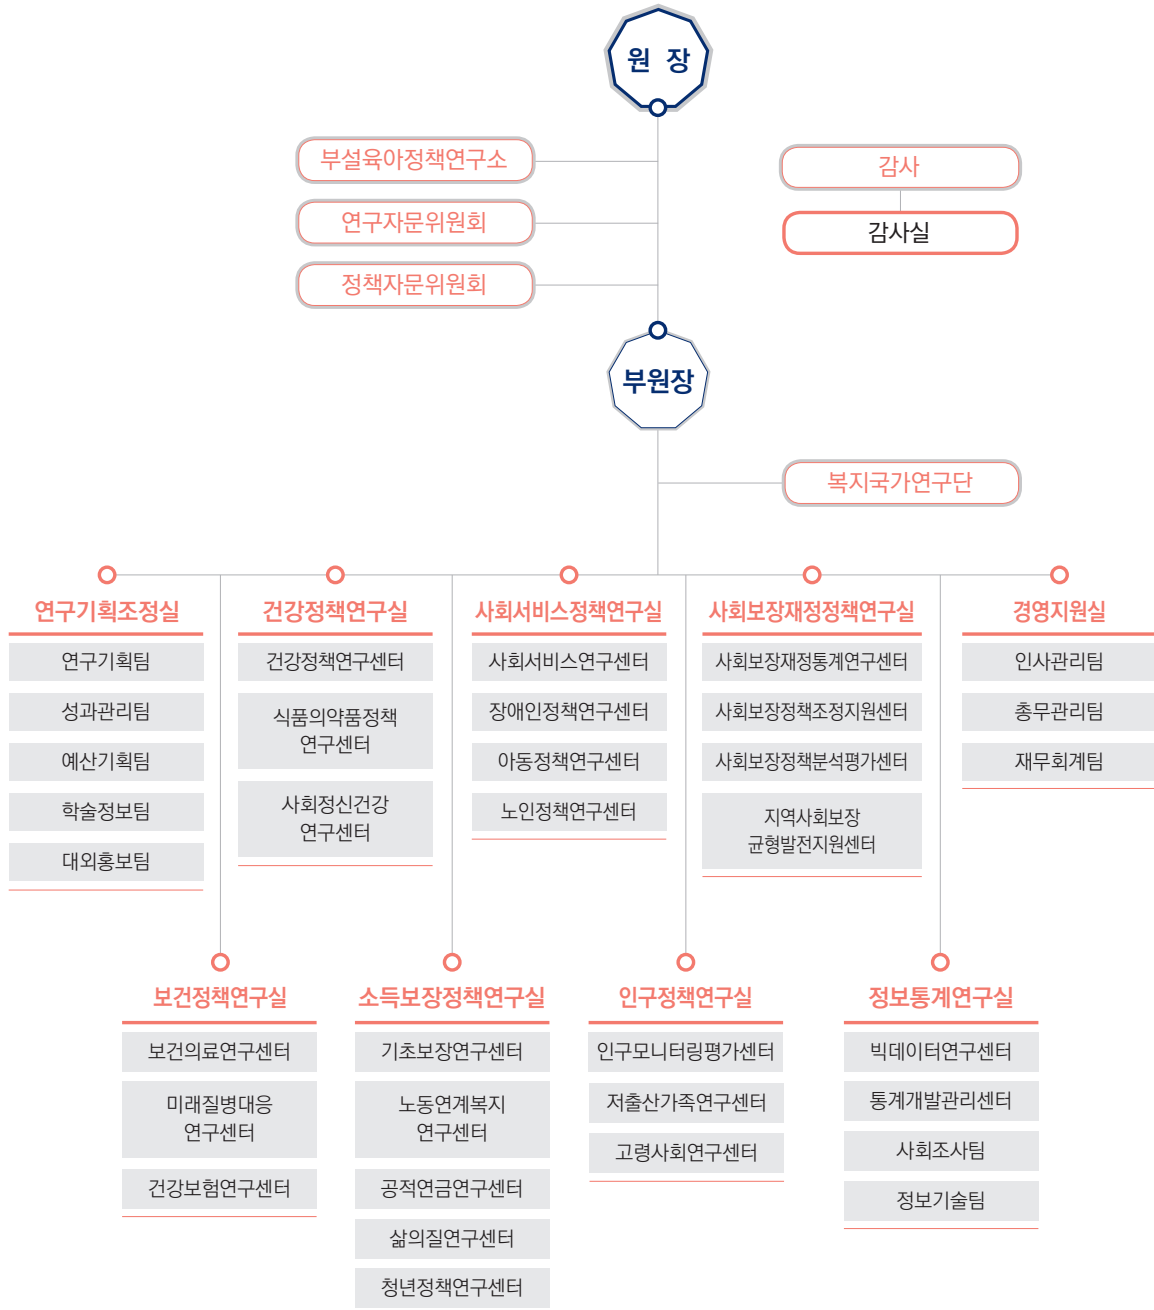 원 장
부설육아정책연구소
연구자문위원회
정책자문위원회
감사
감사실
부원장
복지국가연구단
연구기획조정실
연구기획팀
성과관리팀
예산기획팀
학술정보팀
대외홍보팀
건강정책연구실
건강정책연구센터
식품의약품정책
연구센터
사회정신건강
연구센터
사회서비스정책연구실
사회서비스연구센터
장애인정책연구센터
아동정책연구센터
노인정책연구센터
사회보장재정정책연구실
사회보장재정통계연구센터
사회보장정책조정지원센터
사회보장정책분석평가센터
지역사회보장
균형발전지원센터
경영지원실
인사관리팀
총무관리팀
재무회계팀
보건정책연구실
보건의료연구센터
미래질병대응
연구센터
건강보험연구센터
소득보장정책연구실
기초보장연구센터
노동연계복지
연구센터
공적연금연구센터
삶의질연구센터
청년정책연구센터
인구정책연구실
인구모니터링평가센터
저출산가족연구센터
고령사회연구센터
정보통계연구실
빅데이터연구센터
통계개발관리센터
사회조사팀
정보기술팀